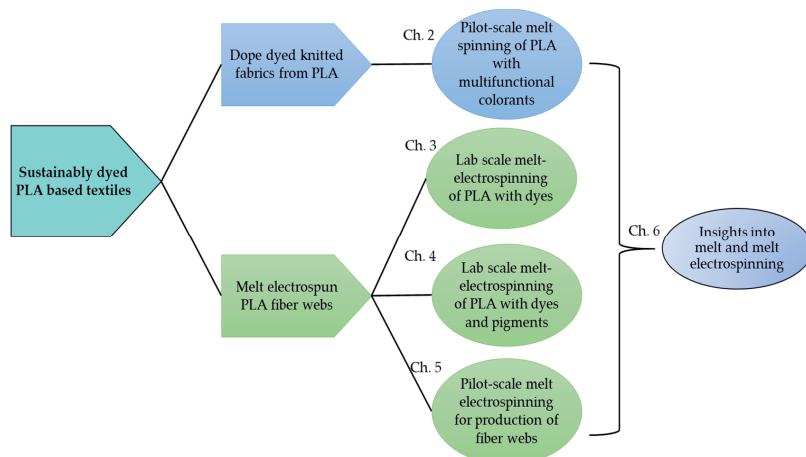 Sustainably dyed
PLA based textiles
Dope dyed knitted
fabrics from PLA
Ch. 2
Pilot-scale melt
spinning of PLA
with
multifunctional
colorants
Melt electrospun
PLA fiber webs
Ch. 3
Lab scale melt-
electrospinning
of PLA with dyes
Ch. 4
Lab scale melt-
electrospinning
of PLA with dyes
and pigments
Ch. 5
Pilot-scale melt
electrospinning
for production of
fiber webs
Ch. 6
Insights into
melt and melt
electrospinning